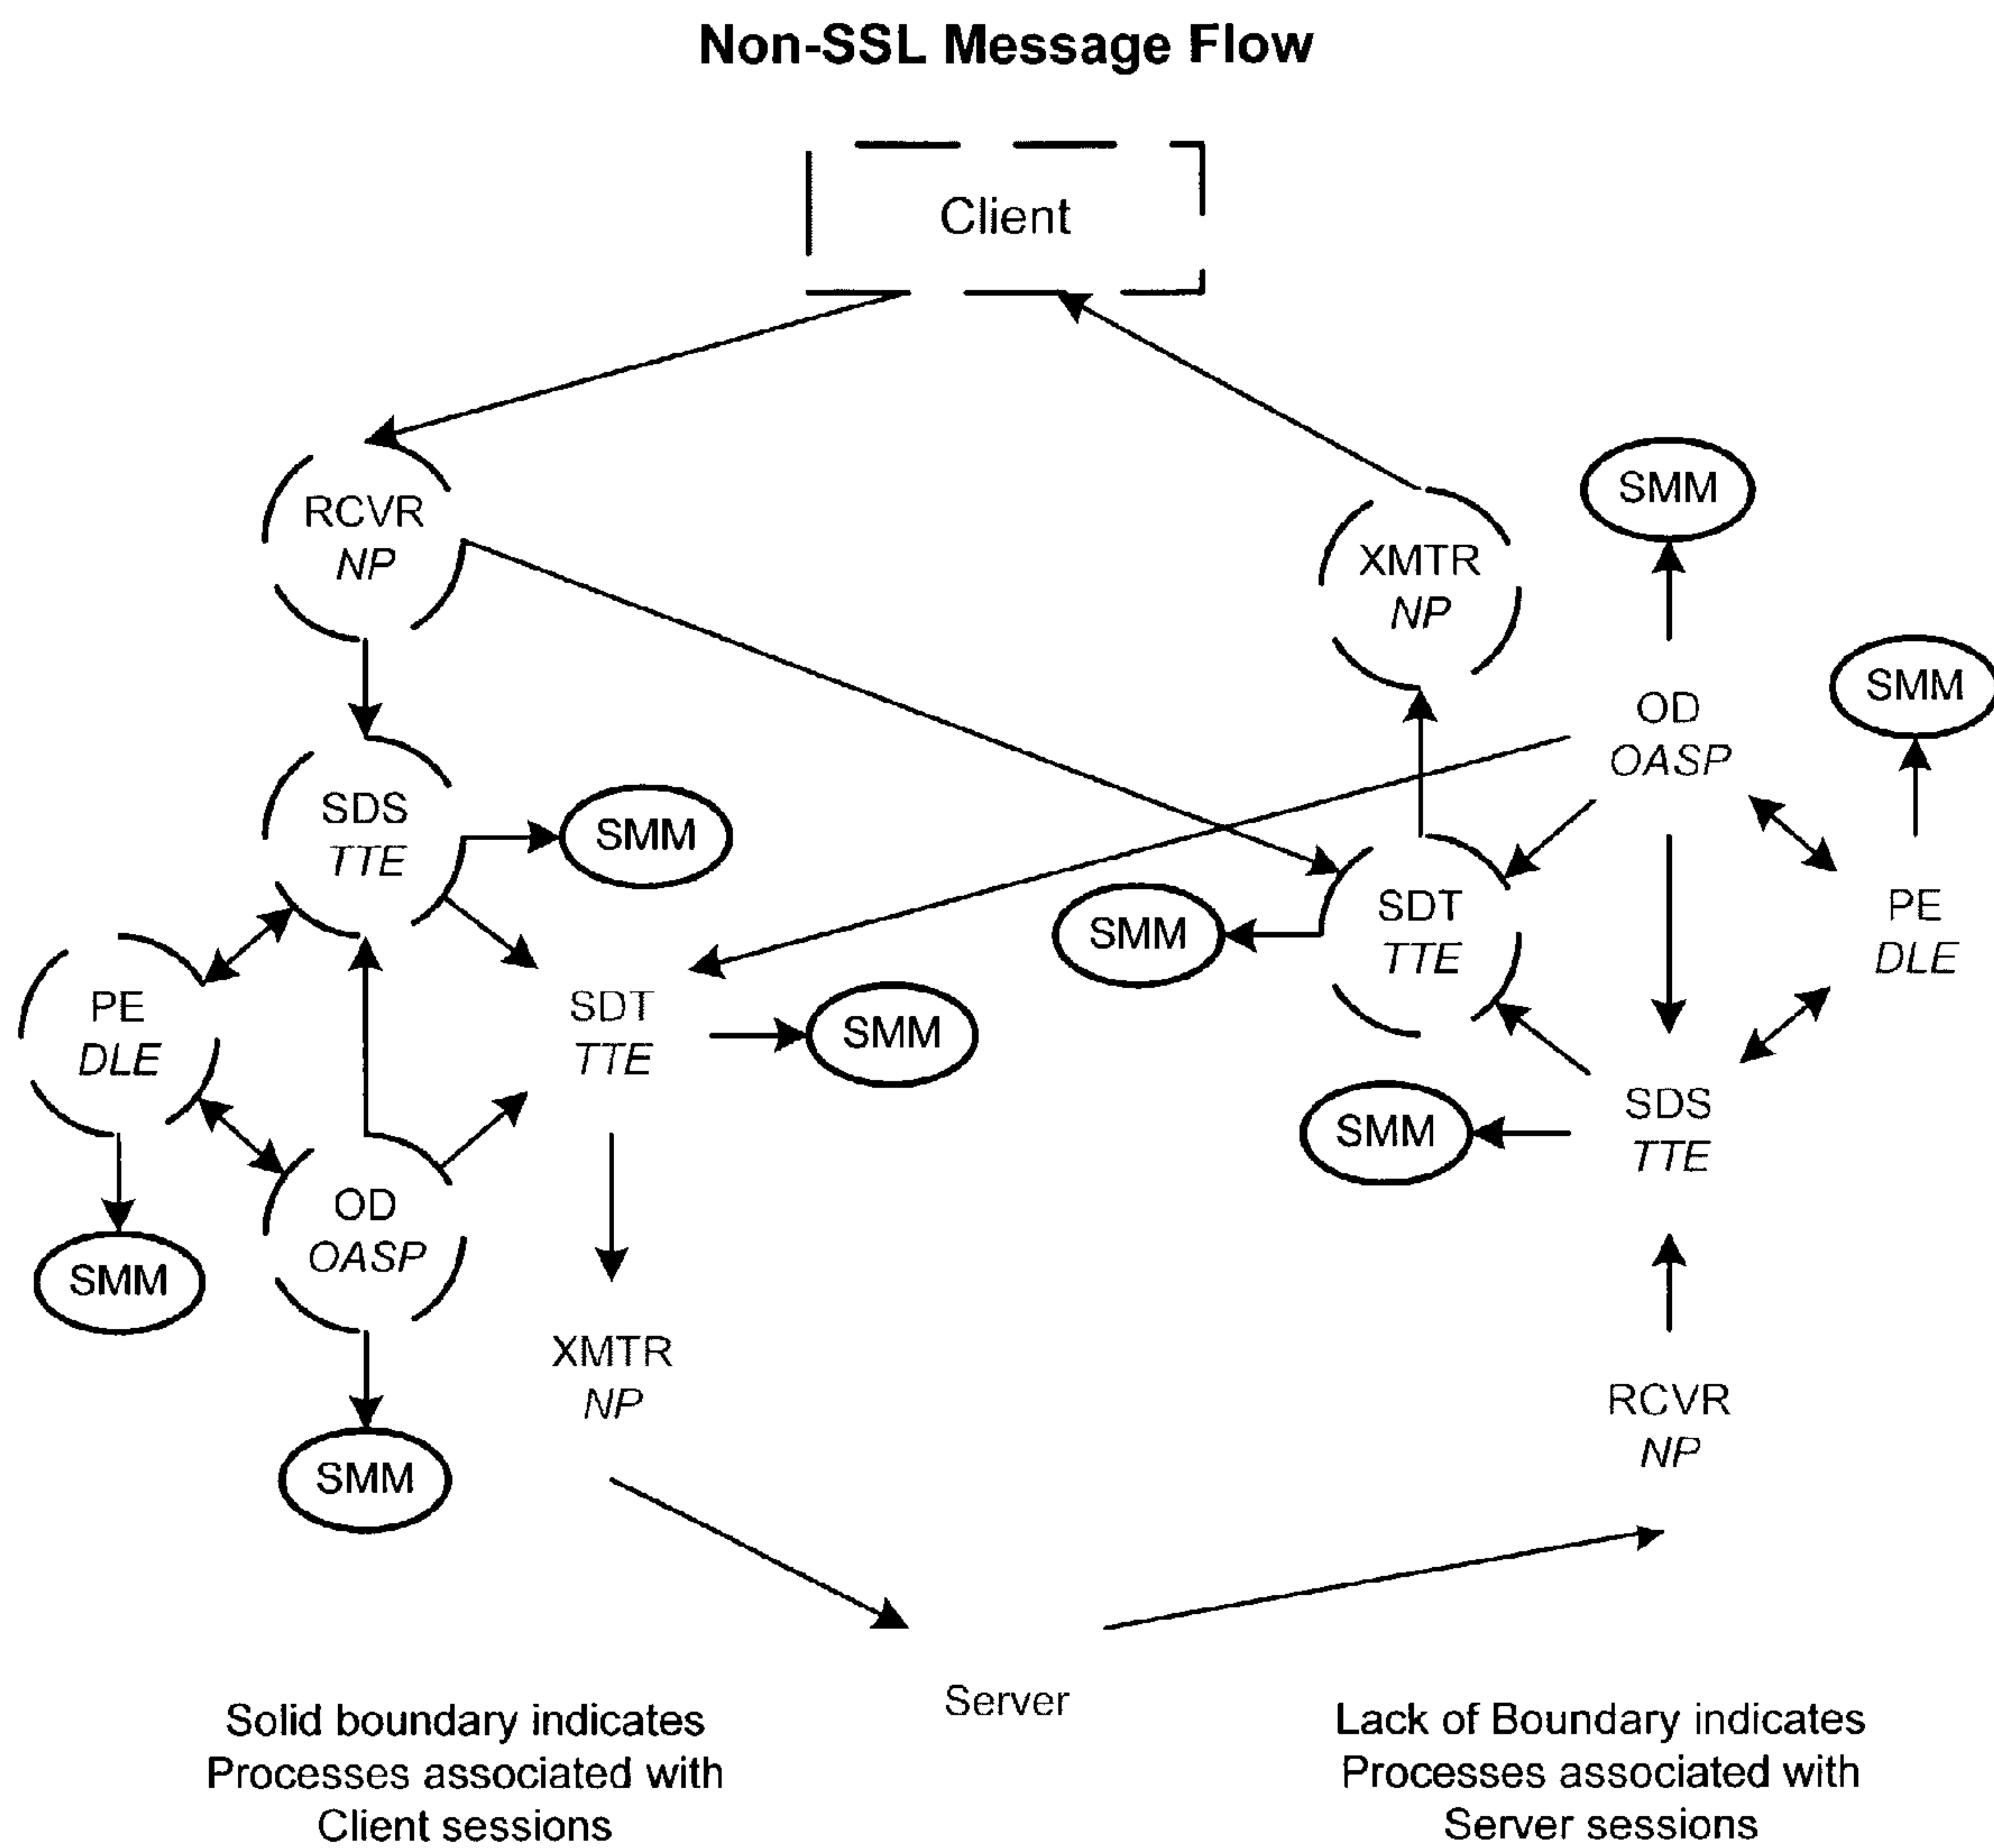 Non-SSL Message Flow
Client
RCVR
NP
XMTR
NP
SMM
SMM
OD
OASP
SDS
TTE
SMM
SDT
TTE
SMM
PE
DLE
PE
DLE
SDT
TTE
SMM
SMM
SDS
TTE
OD
OASP
SMM
XMTR
NP
RCVR
NP
SMM
Server
Solid boundary indicates
Processes associated with
Client sessions
Lack of Boundary indicates
Processes associated with
Server sessions